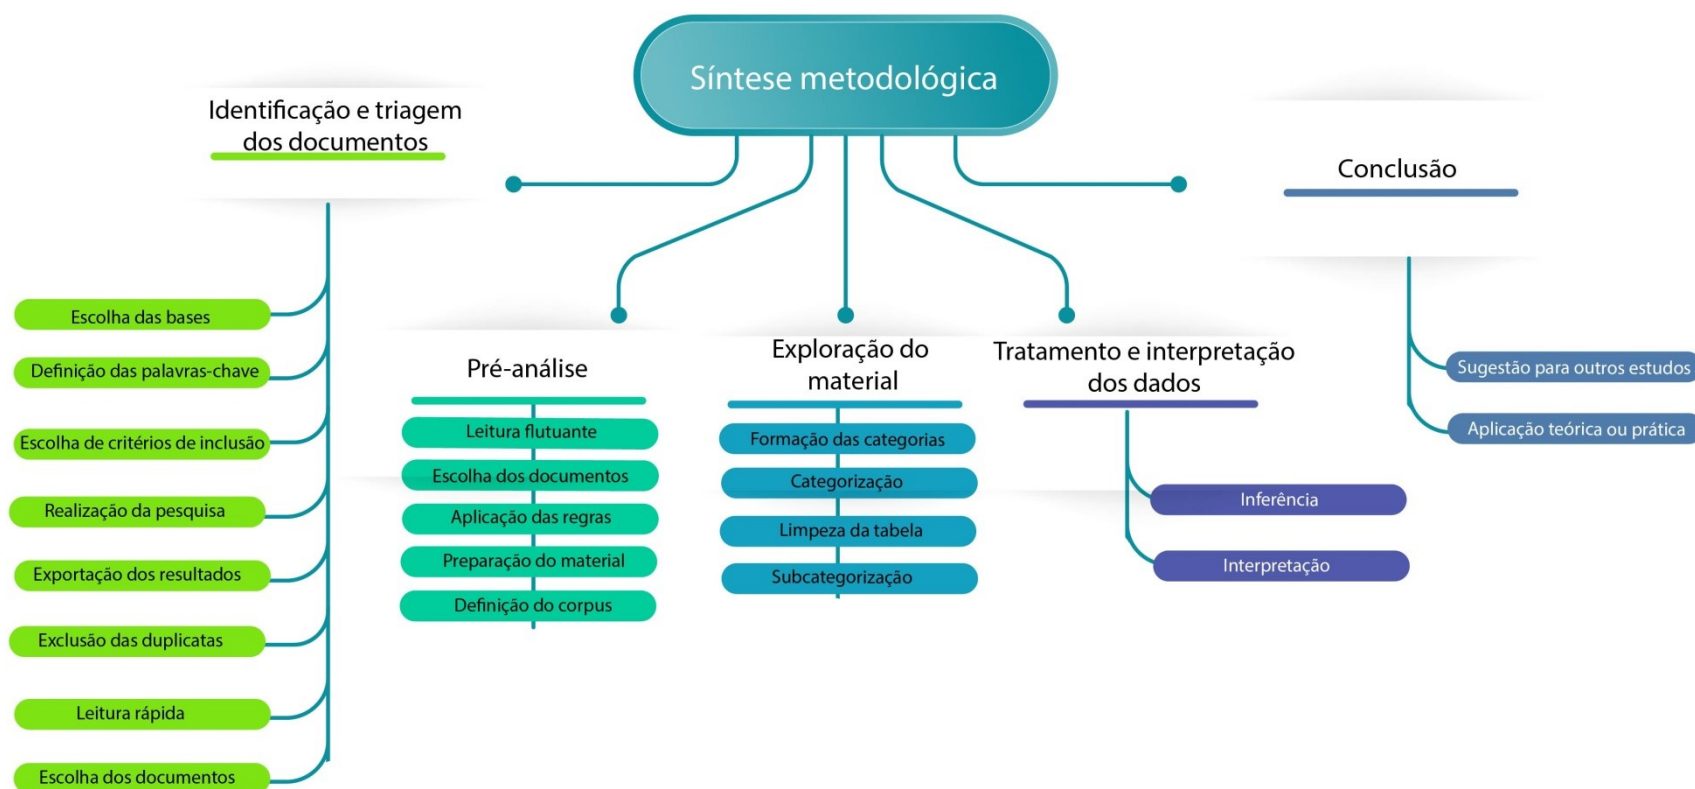 Síntese metodológica
Identificação e triagem
dos documentos
Escolha das bases
Definição das palavras-chave
Escolha de critérios de inclusão
Realização da pesquisa
Exportação dos resultados
Exclusão das duplicatas
Leitura rápida
Escolha dos documentos
Pré-análise
Leitura flutuante
Escolha dos documentos
Aplicação das regras
Preparação do material
Definição do corpus
Exploração do
material
Formação das categorias
Categorização
Limpeza da tabela
Subcategorização
Tratamento e interpretação
dos dados
Inferência
Interpretação
Conclusão
Sugestão para outros estudos
Aplicação teórica ou prática